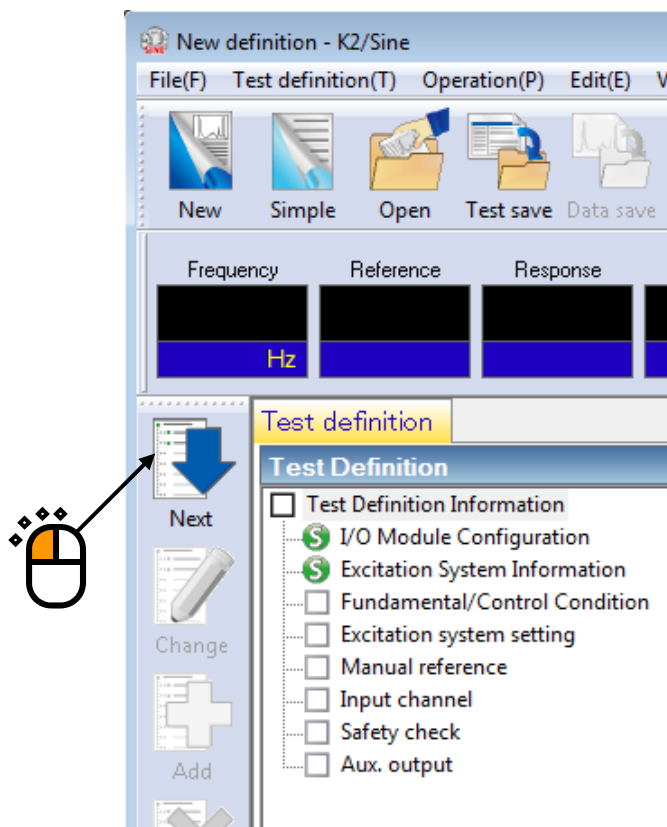 New definition - K2/Sine
File(F) Test definition(T) Operation(P) Edit(E)
New Simple Open Test save Data save
Frequency Reference Response
Hz
Test definition
Next
Test Definition
Test Definition Information
I/O Module Configuration
Excitation System Information
Fundamental/Control Condition
Excitation system setting
Manual reference
Input channel
Safety check
Aux. output
Change
Add